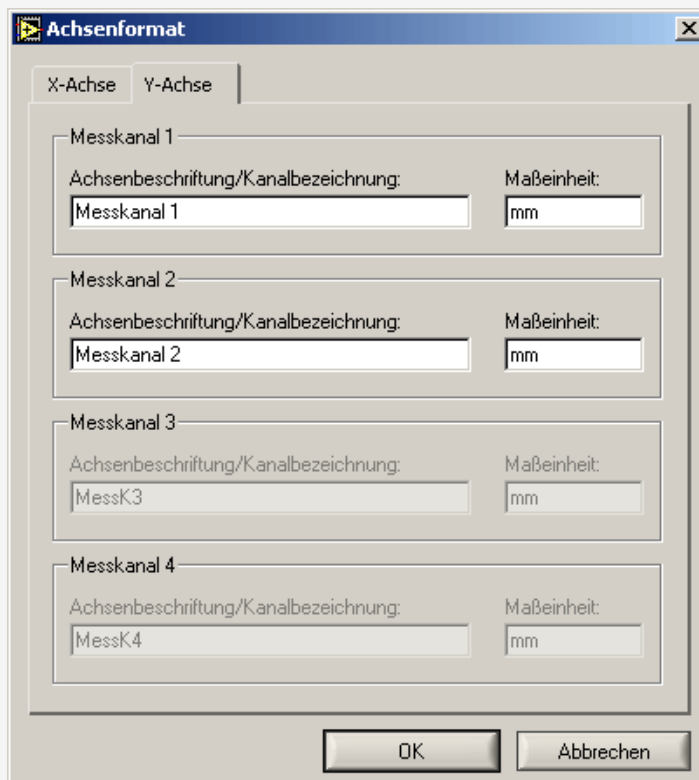 Achsenformat
X-Achse Y-Achse
Messkanal 1
Achsenbeschriftung/Kanalbezeichnung: Maßeinheit:
Messkanal 1 mm
Messkanal 2
Achsenbeschriftung/Kanalbezeichnung: Maßeinheit:
Messkanal 2 mm
Messkanal 3
Achsenbeschriftung/Kanalbezeichnung: Maßeinheit:
MessK3 mm
Messkanal 4
Achsenbeschriftung/Kanalbezeichnung: Maßeinheit:
MessK4 mm
OK Abbrechen